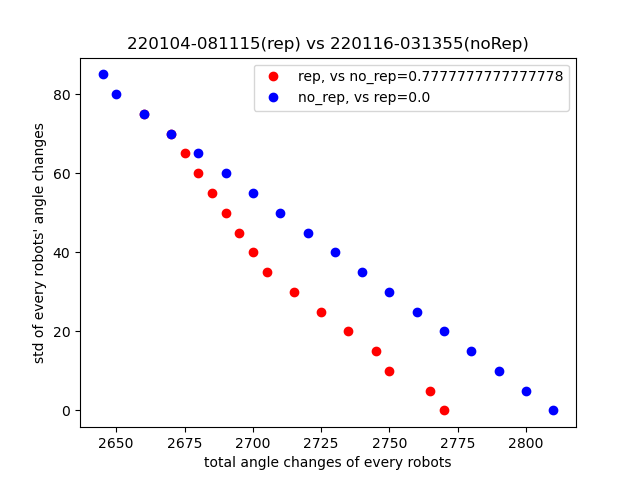 220104-081115(rep) vs 220116-031355(noRep)
rep, vs no_rep=0.7777777777777778
no_rep, vs rep=0.0
std of every robots' angle changes
80
60
40
20
0
2650 2675 2700 2725 2750 2775 2800
total angle changes of every robots